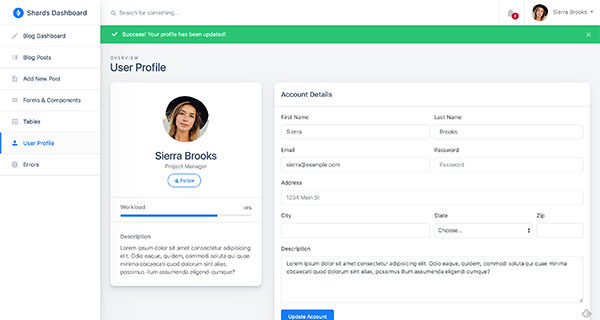 Shards Dashboard
Search for something...
Sierra Brooks
Success! Your profile has been updated!
Blog Dashboard
Blog Posts
Add New Post
Forms & Components
Tables
User Profile
Errors
OVERVIEW
User Profile
Sierra Brooks
Project Manager
Follow
Workload
Description
Lorem ipsum dolor sit amet consectetur adipisicing
elit. Odio eaque, quidem, commodi soluta qui quae
minima obcaecati quod dolorum sint alias,
possimus illum assumenda eligendi cumque?
Account Details
First Name
Last Name
Sierra
Brooks
Email
Password
sierra@example.com
Password
Address
1234 Main St
City
State
Zip
Choose...
Description
Lorem ipsum dolor sit amet consectetur adipisicing elit. Odio eaque, quidem, commodi soluta qui quae minima
obcaecati quod dolorum sint alias, possimus illum assumenda eligendi cumque?
Update Account